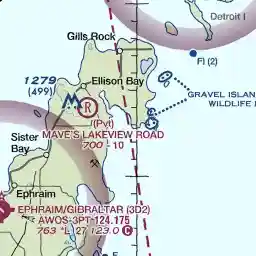 Detroit I
Gills Rock
Fl (2)
1279
(499)
Ellison Bay
GRAVEL ISLAN
WILDLIFE
R
(Pvt)
MAVE'S LAKEVIEW ROAD
700 - 10
Sister
Bay
Ephraim
EPHRAIM/GIBRALTAR (3D2)
AWOS-3PT 124.175
763 *L 27 123.0 C